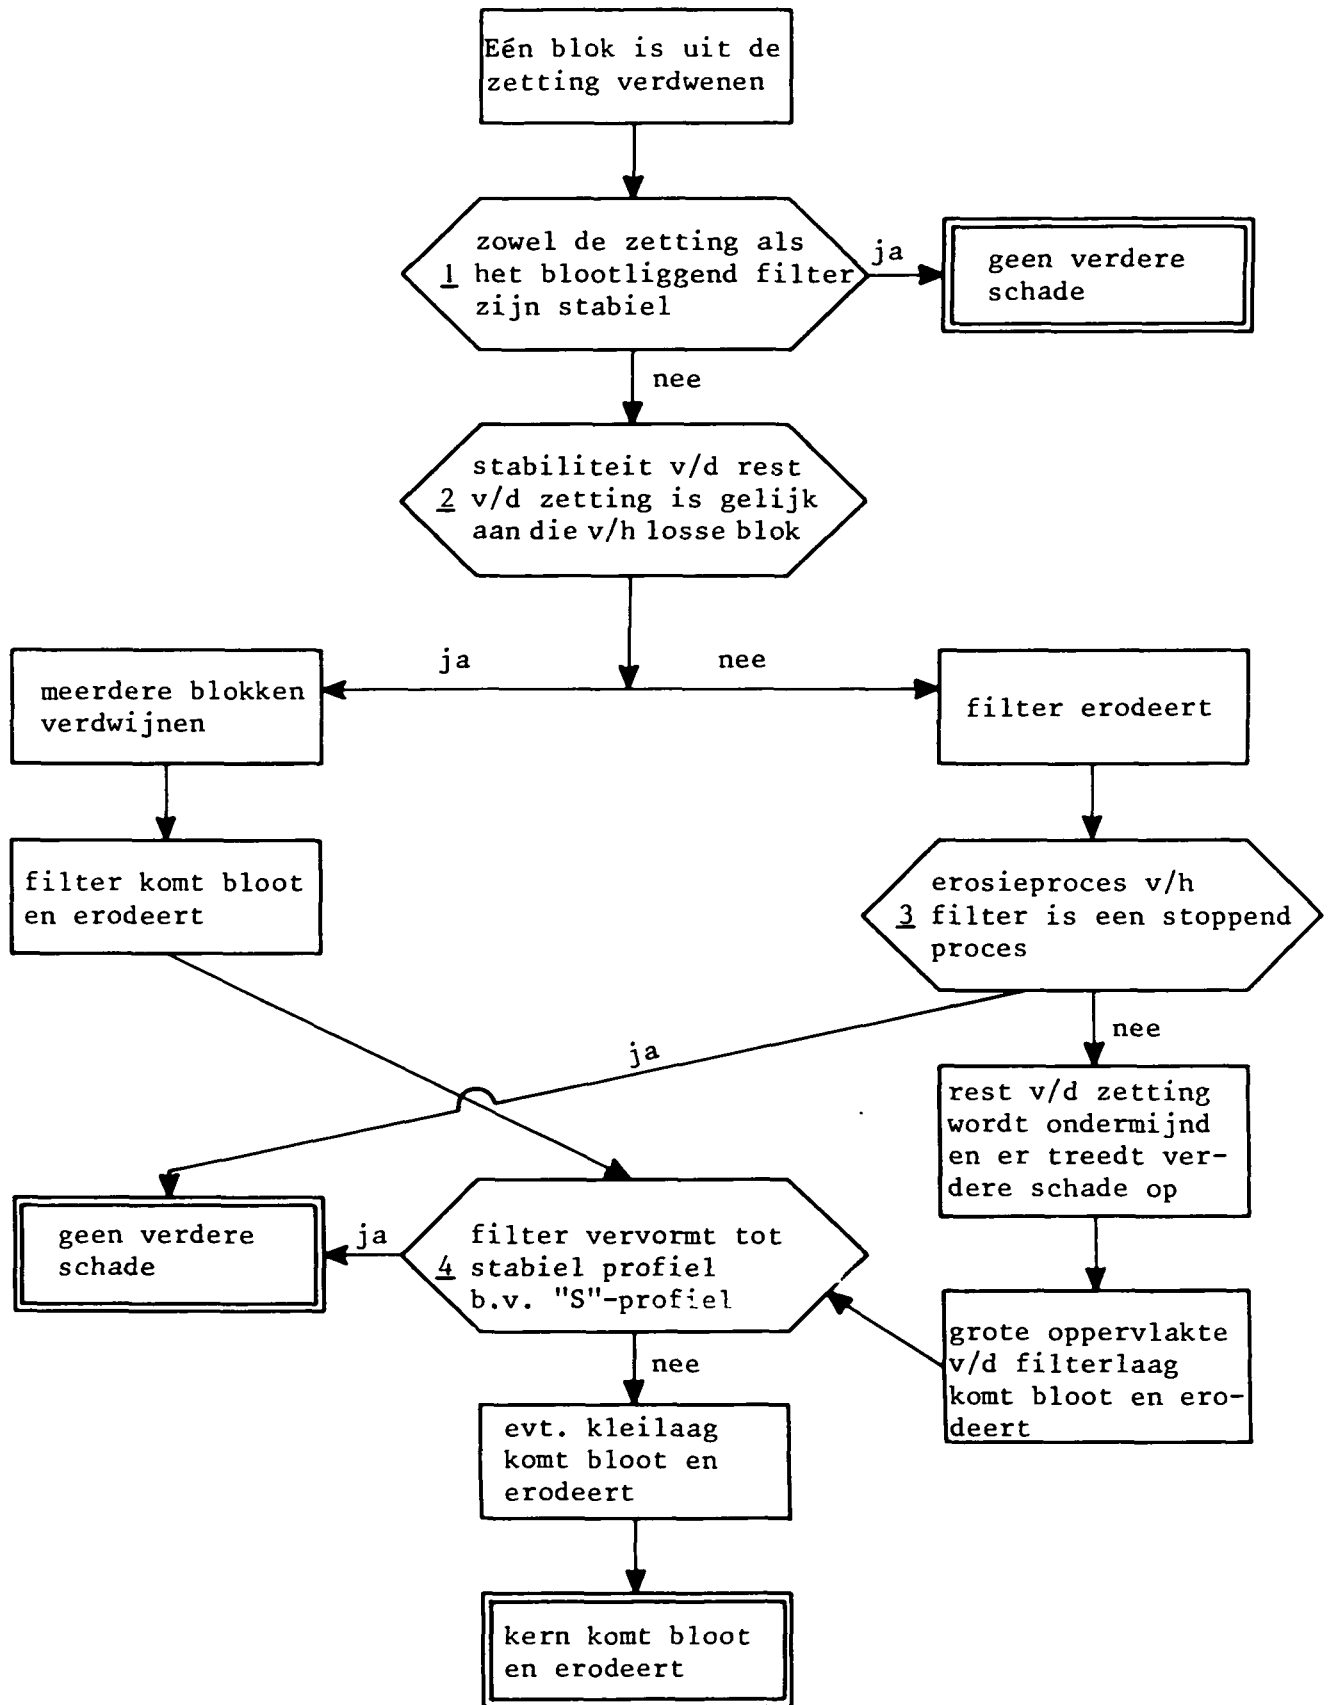 Eén blok is uit de
zetting verdwenen
zowel de zetting als
1 het blootliggend filter
zijn stabiel
ja
geen verdere
schade
nee
stabiliteit v/d rest
2 v/d zetting is gelijk
aan die v/h losse blok
ja
nee
meerdere blokken
verdwijnen
filter erodeert
filter komt bloot
en erodeert
erosieproces v/h
3 filter is een stoppend
proces
ja
nee
rest v/d zetting
wordt ondermijnd
en er treedt ver-
dere schade op
geen verdere
schade
ja
filter vervormt tot
4 stabiel profiel
b.v. "S"-profiel
grote oppervlakte
v/d filterlaag
komt bloot en ero-
deert
nee
evt. kleilaag
komt bloot en
erodeert
kern komt bloot
en erodeert